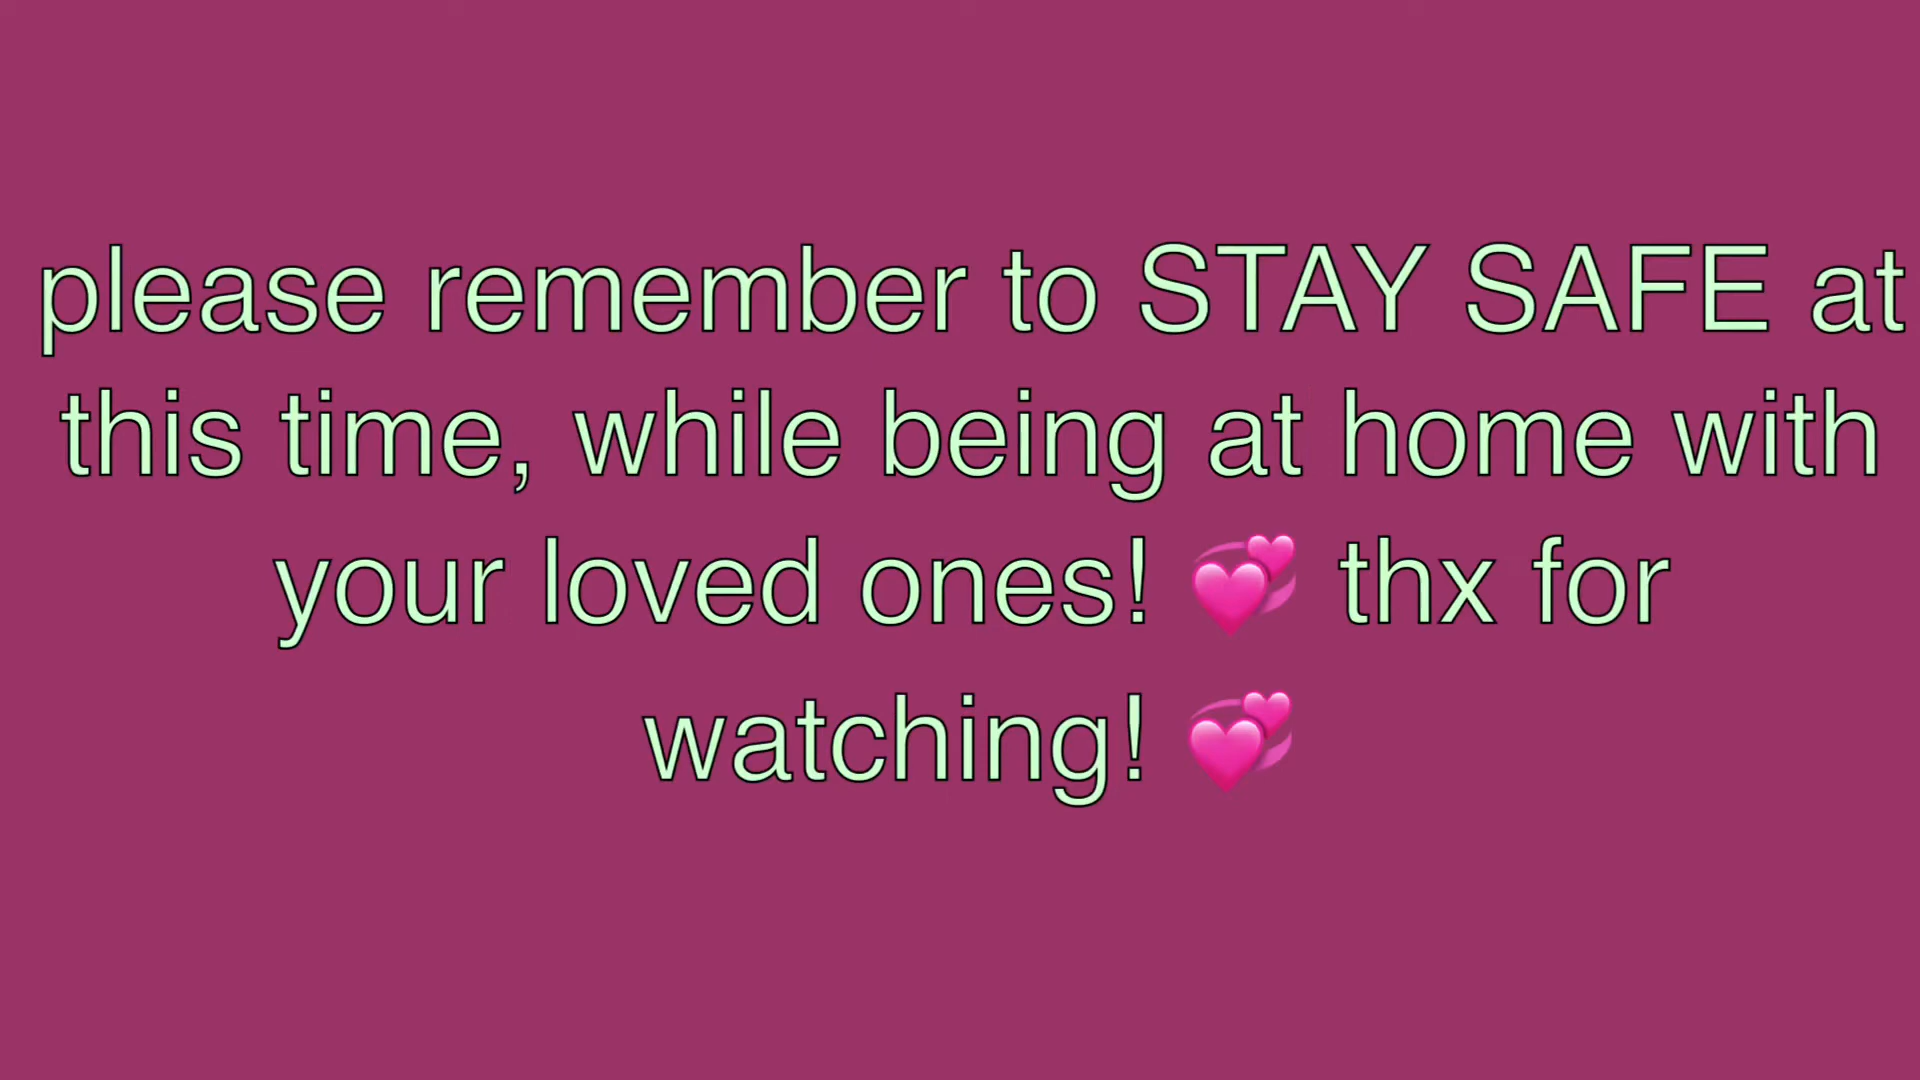 please remember to STAY SAFE at
this time, while being at home with
your loved ones! 💞 thx for
watching! 💞